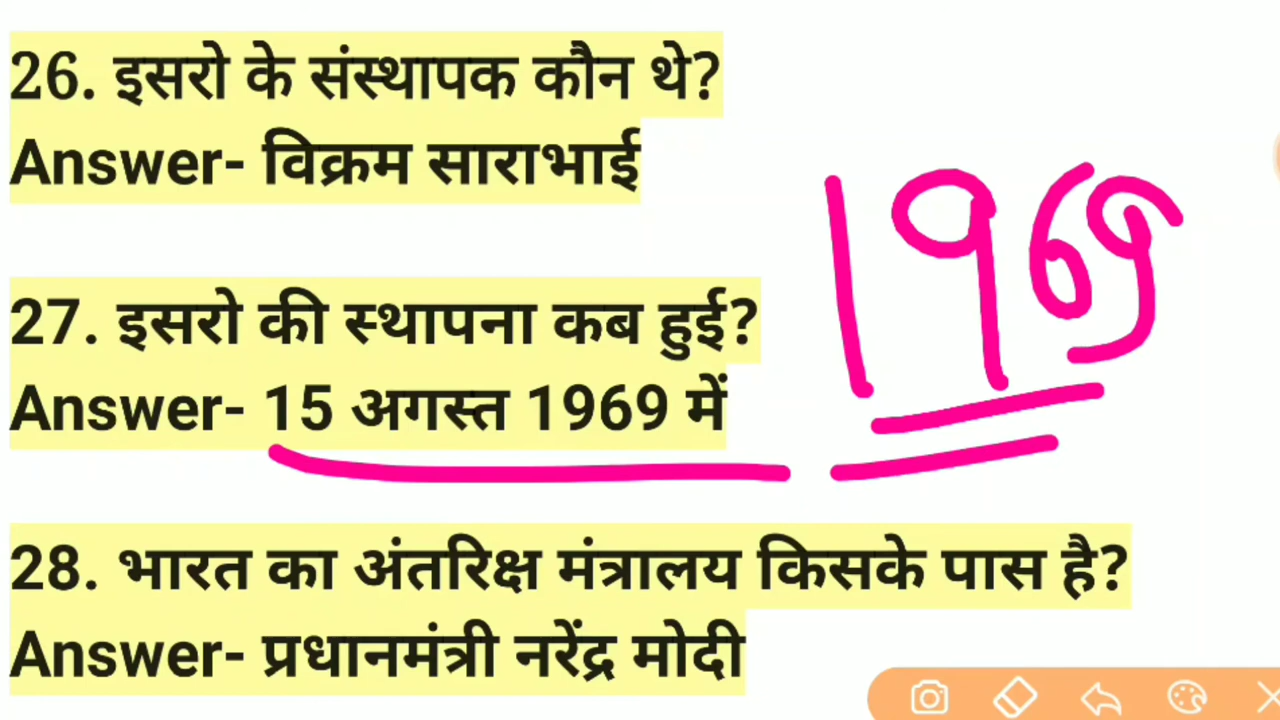 26. इसरो के संस्थापक कौन थे?
Answer- विक्रम साराभाई
1969
27. इसरो की स्थापना कब हुई?
Answer- 15 अगस्त 1969 में
28. भारत का अंतरिक्ष मंत्रालय किसके पास है?
Answer- प्रधानमंत्री नरेंद्र मोदी